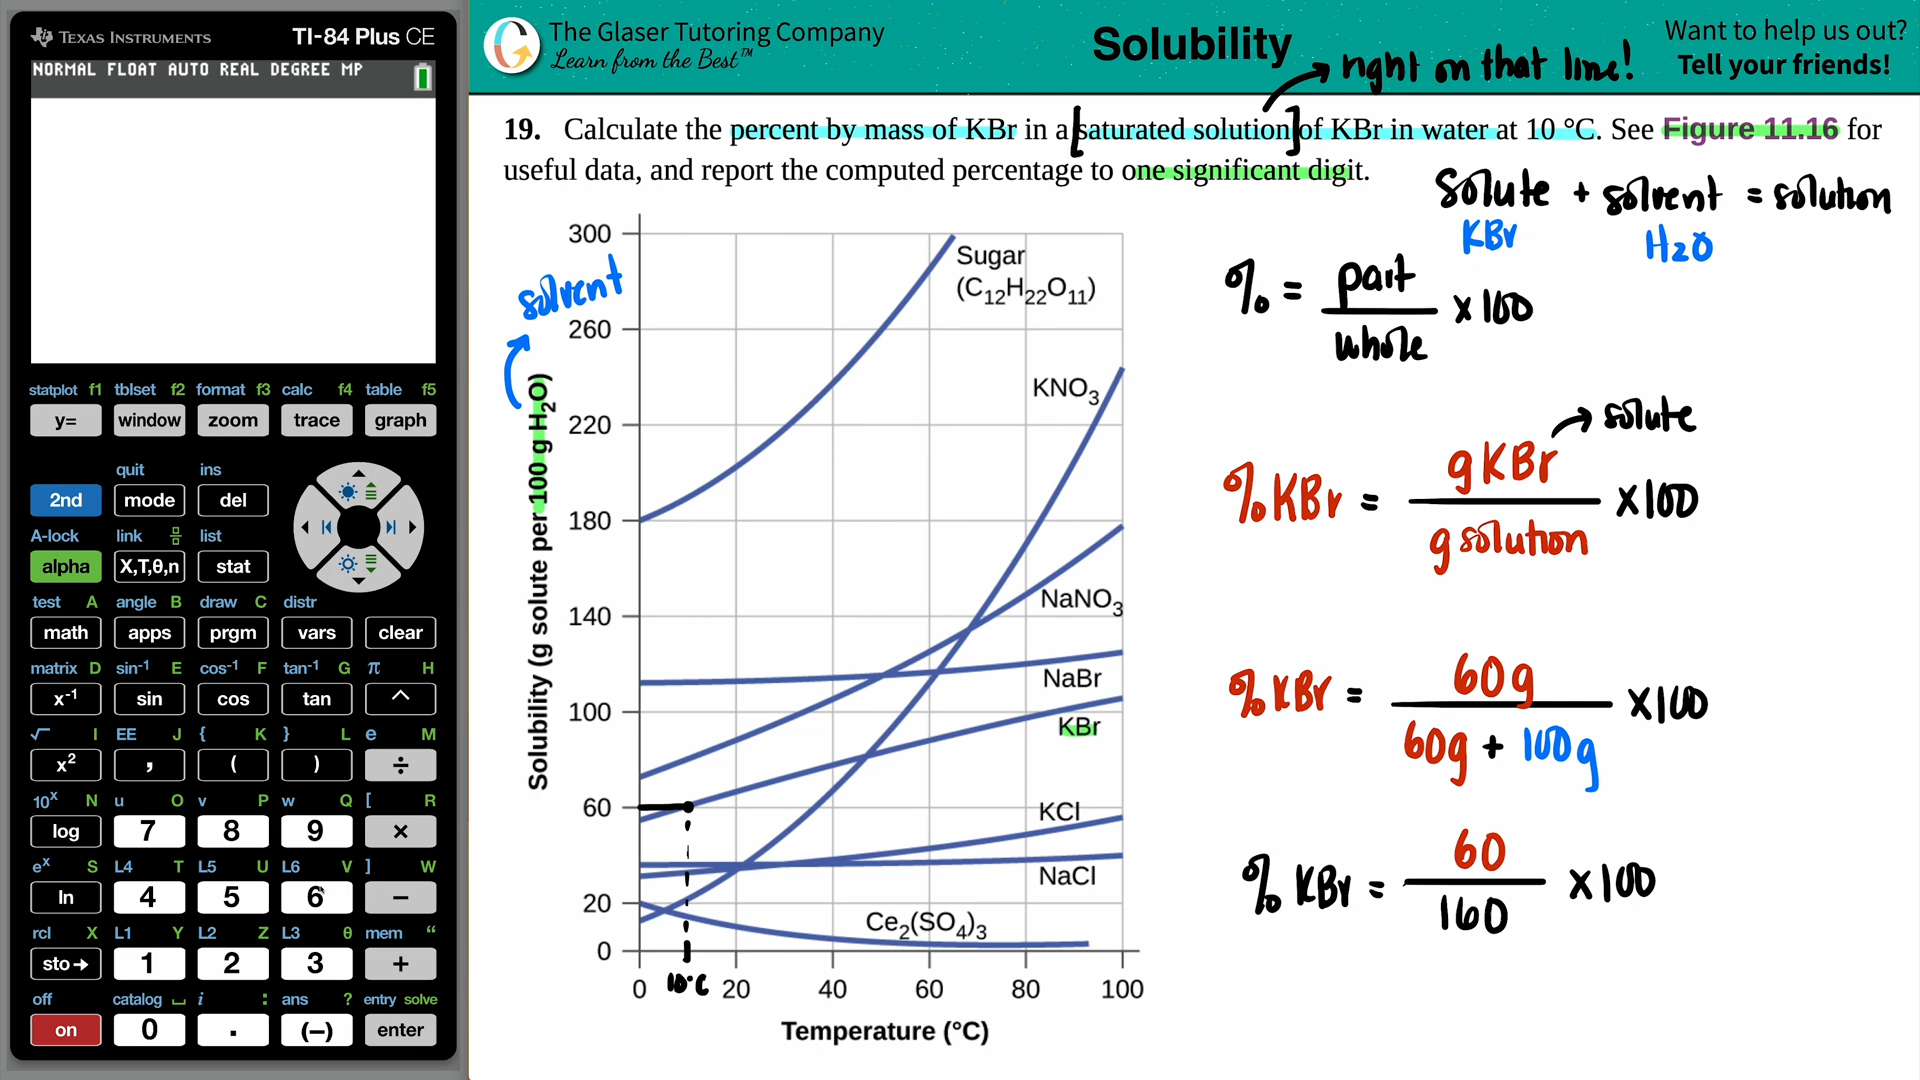 TEXAS INSTRUMENTS TI-84 Plus CE
NORMAL FLOAT AUTO REAL DEGREE MP
statplot f1 tblset f2 format f3 calc f4 table f5
y= window zoom trace graph
quit ins
2nd mode del
A-lock link list
alpha X,T,θ,n stat
test A angle B draw C distr
math apps prgm vars clear
matrix D sin⁻¹ E cos⁻¹ F tan⁻¹ G π H
x⁻¹ sin cos tan ^
√ I EE J { K } L e M
x² , ( ) ÷
10ˣ N u O v P w Q [ R
log 7 8 9 ×
eˣ S L4 T L5 U L6 V ] W
ln 4 5 6 −
rcl X L1 Y L2 Z L3 θ mem “
sto→ 1 2 3 +
off catalog ⎵ i : ans ? entry solve
on 0 . (−) enter
The Glaser Tutoring Company
Learn from the Best™
Solubility
Want to help us out?
Tell your friends!
right on that line!
19. Calculate the percent by mass of KBr in a [saturated solution] of KBr in water at 10 °C. See Figure 11.16 for
useful data, and report the computed percentage to one significant digit.
solute + solvent = solution
KBr H₂O
% = part / whole x 100
solute
% KBr = g KBr / g solution x100
% KBr = 60g / 60g + 100g x100
% KBr = 60 / 160 x100
solvent
Solubility (g solute per 100 g H₂O)
300
260
220
180
140
100
60
20
0
Sugar
(C₁₂H₂₂O₁₁)
KNO₃
NaNO₃
NaBr
KBr
KCl
NaCl
Ce₂(SO₄)₃
0 10°C 20 40 60 80 100
Temperature (°C)